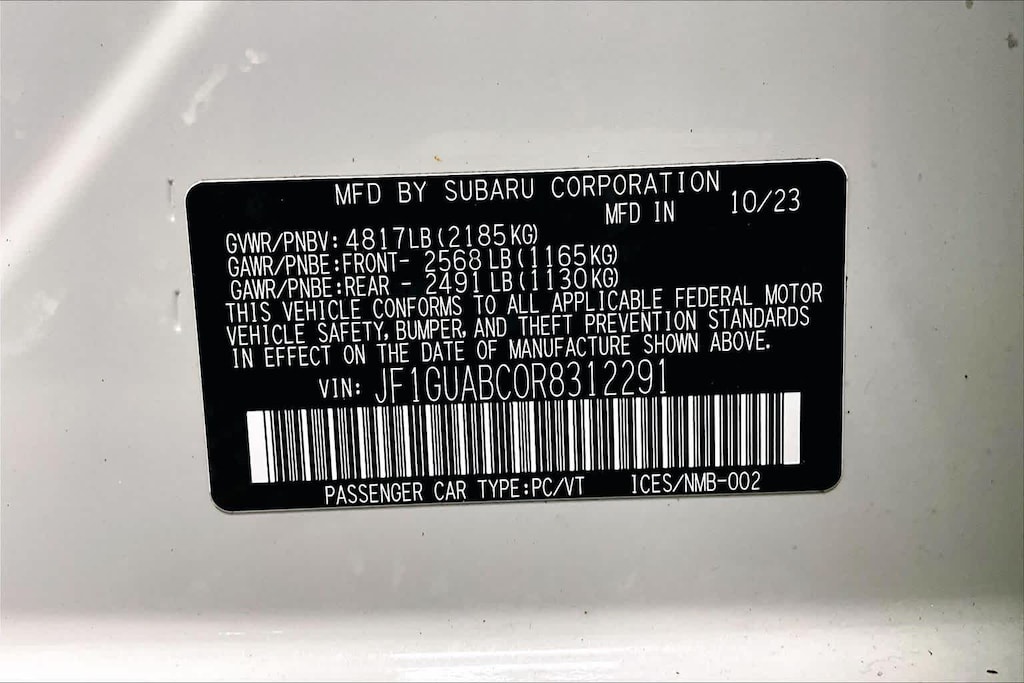 MFD BY SUBARU CORPORATION
MFD IN 10/23
GVWR/PNBV: 4817LB(2185KG)
GAWR/PNBE:FRONT- 2568 LB(1165KG)
GAWR/PNBE:REAR - 2491 LB(1130KG)
THIS VEHICLE CONFORMS TO ALL APPLICABLE FEDERAL MOTOR
VEHICLE SAFETY, BUMPER, AND THEFT PREVENTION STANDARDS
IN EFFECT ON THE DATE OF MANUFACTURE SHOWN ABOVE.
VIN: JF1GUABC0R8312291
PASSENGER CAR TYPE:PC/VT ICES/NMB-002